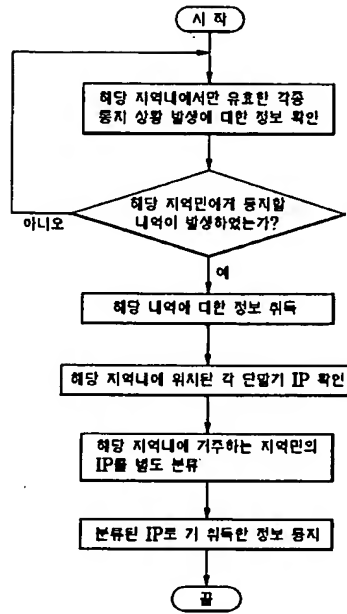 시 작
해당 지역내에서만 유효한 각종
통지 상황 발생에 대한 정보 확인
해당 지역민에게 통지할
내역이 발생하였는가?
아니오
예
해당 내역에 대한 정보 취득
해당 지역내에 위치된 각 단말기 IP 확인
해당 지역내에 거주하는 지역민의
IP를 별도 분류
분류된 IP로 기 취득한 정보 통지
끝